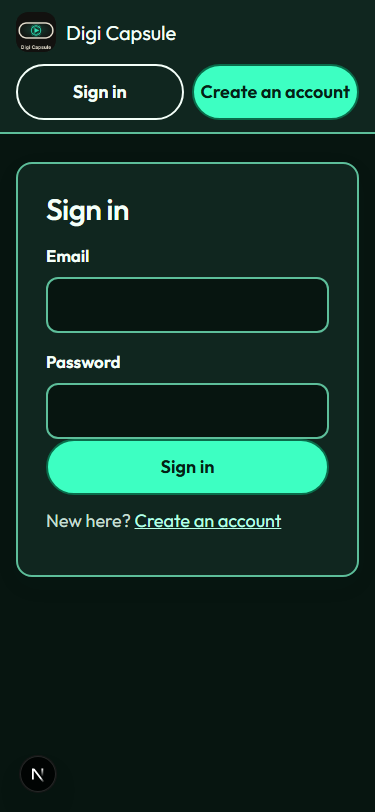 Digi Capsule
Digi Capsule
Sign in
Create an account
Sign in
Email
Password
Sign in
New here? Create an account
N